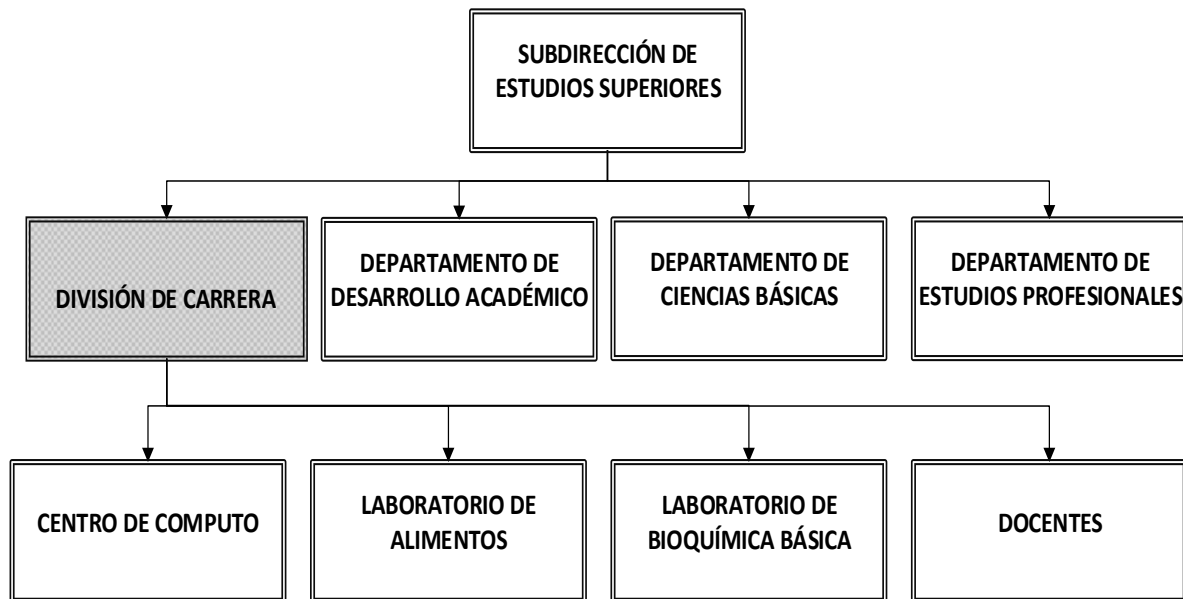 SUBDIRECCIÓN DE
ESTUDIOS SUPERIORES
DIVISIÓN DE CARRERA
DEPARTAMENTO DE
DESARROLLO ACADÉMICO
DEPARTAMENTO DE
CIENCIAS BÁSICAS
DEPARTAMENTO DE
ESTUDIOS PROFESIONALES
CENTRO DE COMPUTO
LABORATORIO DE
ALIMENTOS
LABORATORIO DE
BIOQUÍMICA BÁSICA
DOCENTES